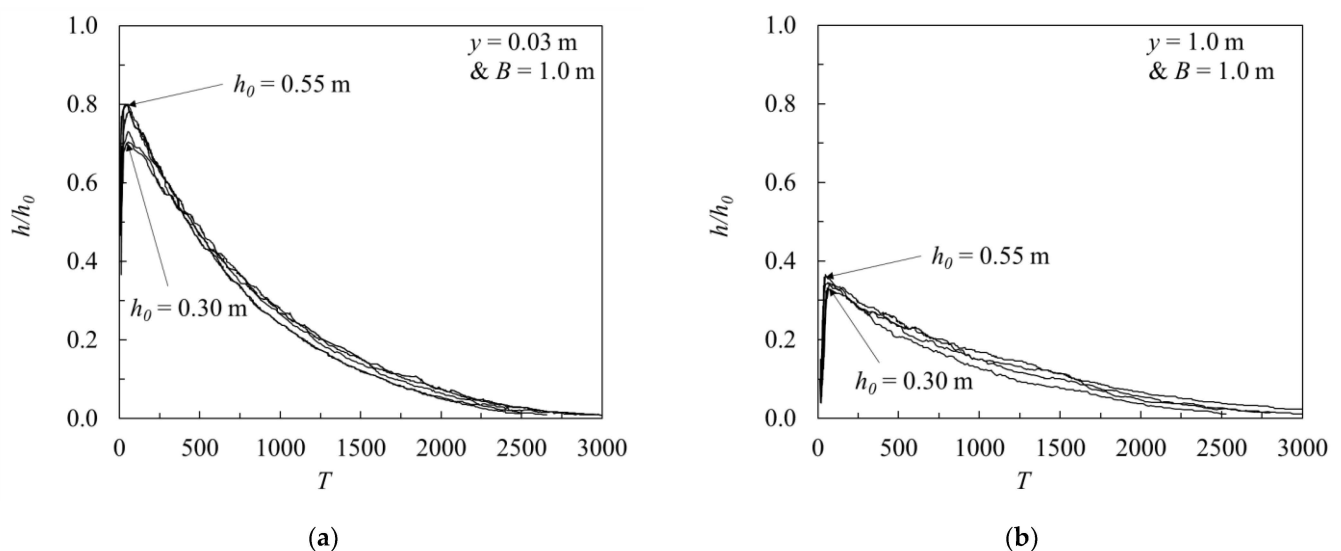 1.0
y = 0.03 m
& B = 1.0 m
0.8
h₀ = 0.55 m
0.6
h/h₀
0.4
h₀ = 0.30 m
0.2
0.0
0 500 1000 1500 2000 2500 3000
T
(a)
1.0
y = 1.0 m
& B = 1.0 m
0.8
0.6
h/h₀
0.4
h₀ = 0.55 m
0.2
h₀ = 0.30 m
0.0
0 500 1000 1500 2000 2500 3000
T
(b)